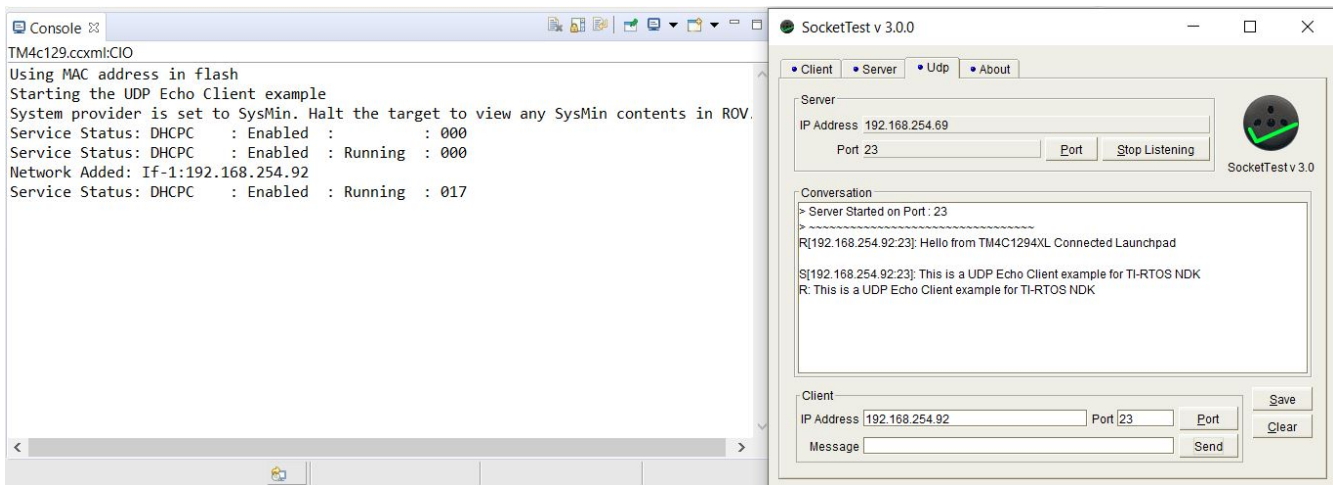 Console
TM4c129.ccxml:CIO
Using MAC address in flash
Starting the UDP Echo Client example
System provider is set to SysMin. Halt the target to view any SysMin contents in ROV.
Service Status: DHCPC    : Enabled  :          : 000
Service Status: DHCPC    : Enabled  : Running  : 000
Network Added: If-1:192.168.254.92
Service Status: DHCPC    : Enabled  : Running  : 017
SocketTest v 3.0.0
Client Server Udp About
Server
IP Address 192.168.254.69
Port 23 Port Stop Listening
SocketTest v 3.0
Conversation
> Server Started on Port : 23
> ~~~~~~~~~~~~~~~~~~~~~~~~~~~~~~~~~
R[192.168.254.92:23]: Hello from TM4C1294XL Connected Launchpad
S[192.168.254.92:23]: This is a UDP Echo Client example for TI-RTOS NDK
R: This is a UDP Echo Client example for TI-RTOS NDK
Client
IP Address 192.168.254.92 Port 23 Port
Message Send
Save
Clear